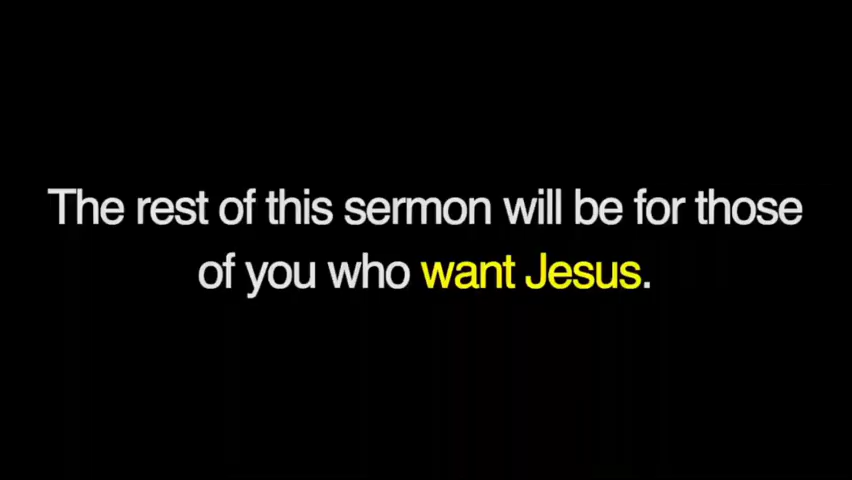 The rest of this sermon will be for those
of you who want Jesus.